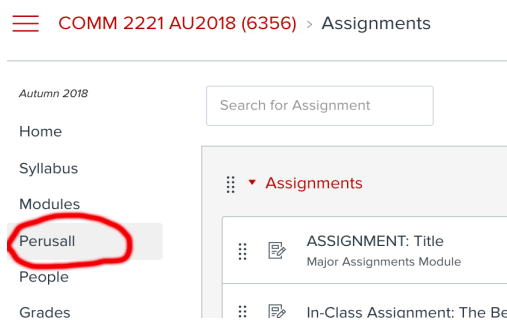 COMM 2221 AU2018 (6356) > Assignments
Autumn 2018
Home
Syllabus
Modules
Perusall
People
Grades
Search for Assignment
Assignments
ASSIGNMENT: Title
Major Assignments Module
In-Class Assignment: The Be